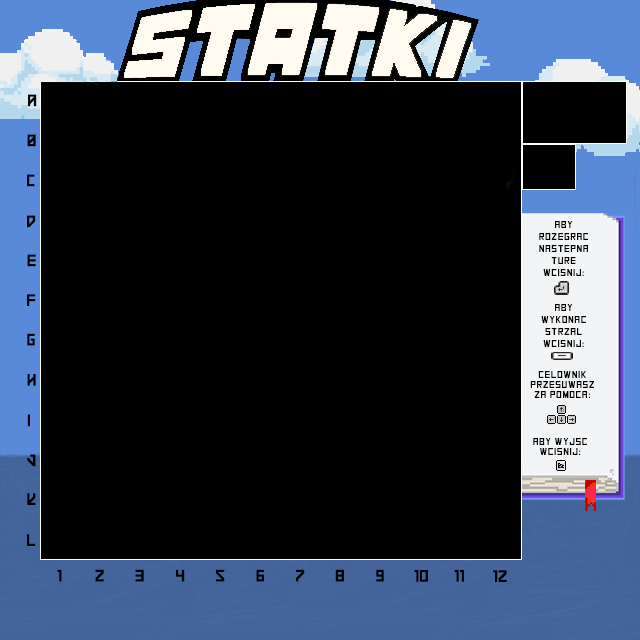 STATKI
A
B
C
D
E
F
G
H
I
J
K
L
1 2 3 4 5 6 7 8 9 10 11 12
ABY
ROZEGRAC
NASTEPNA
TURE
WCISNIJ:
ABY
WYKONAC
STRZAL
WCISNIJ:
CELOWNIK
PRZESUWASZ
ZA POMOCA:
ABY WYJSC
WCISNIJ: